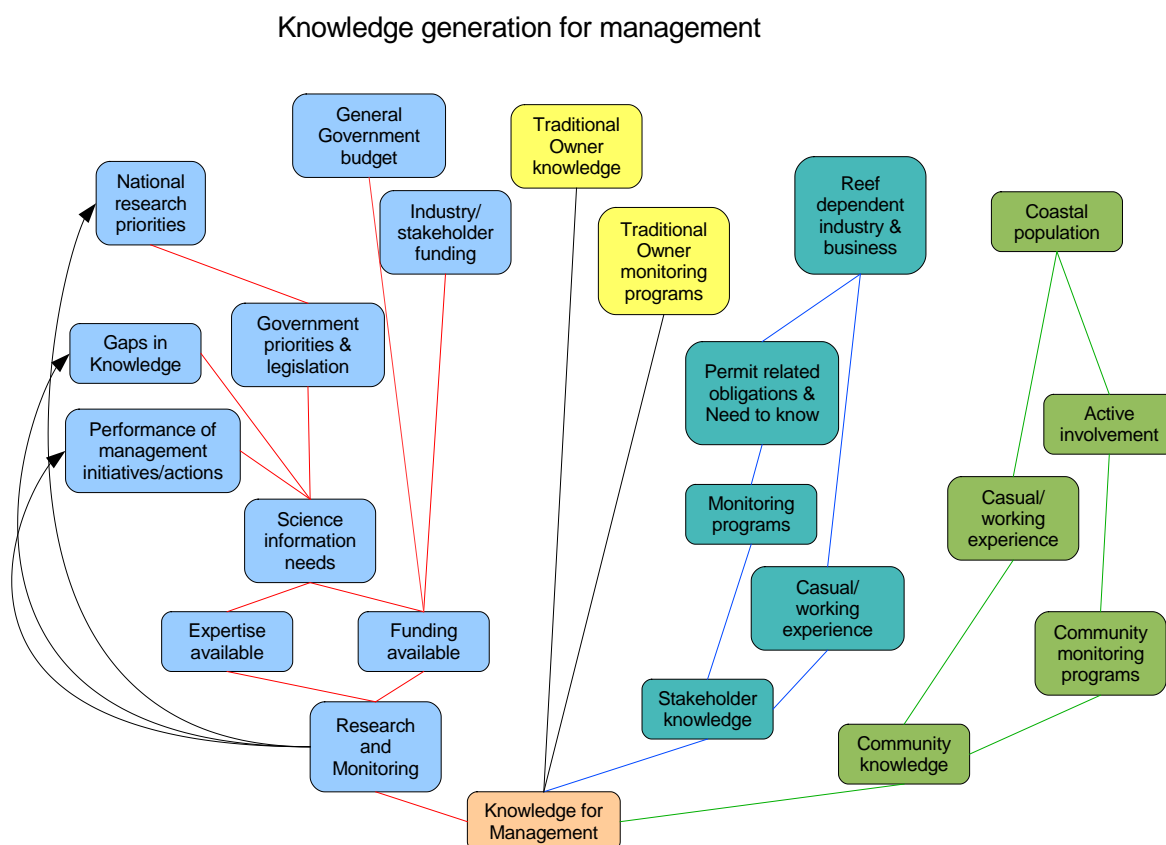 Knowledge generation for management
General
Government
budget
Traditional
Owner
knowledge
National
research
priorities
Industry/
stakeholder
funding
Traditional
Owner
monitoring
programs
Reef
dependent
industry &
business
Coastal
population
Gaps in
Knowledge
Government
priorities &
legislation
Permit related
obligations &
Need to know
Performance of
management
initiatives/actions
Active
involvement
Science
information
needs
Monitoring
programs
Casual/
working
experience
Expertise
available
Funding
available
Casual/
working
experience
Community
monitoring
programs
Research
and
Monitoring
Stakeholder
knowledge
Community
knowledge
Knowledge for
Management